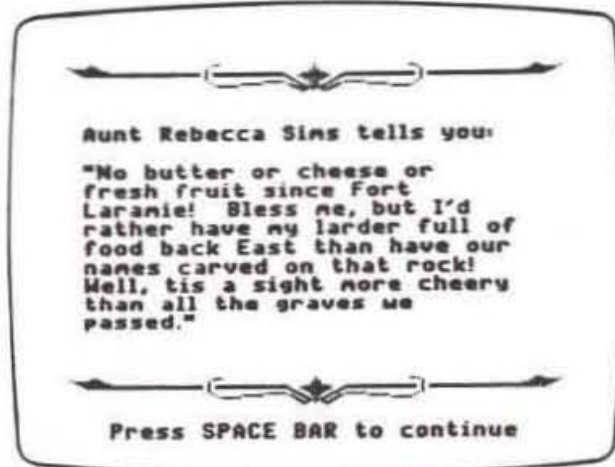 Aunt Rebecca Sims tells you:
"No butter or cheese or
fresh fruit since Fort
Laramie!  Bless me, but I'd
rather have my larder full of
food back East than have our
names carved on that rock!
Well, tis a sight more cheery
than all the graves we
passed."
Press SPACE BAR to continue